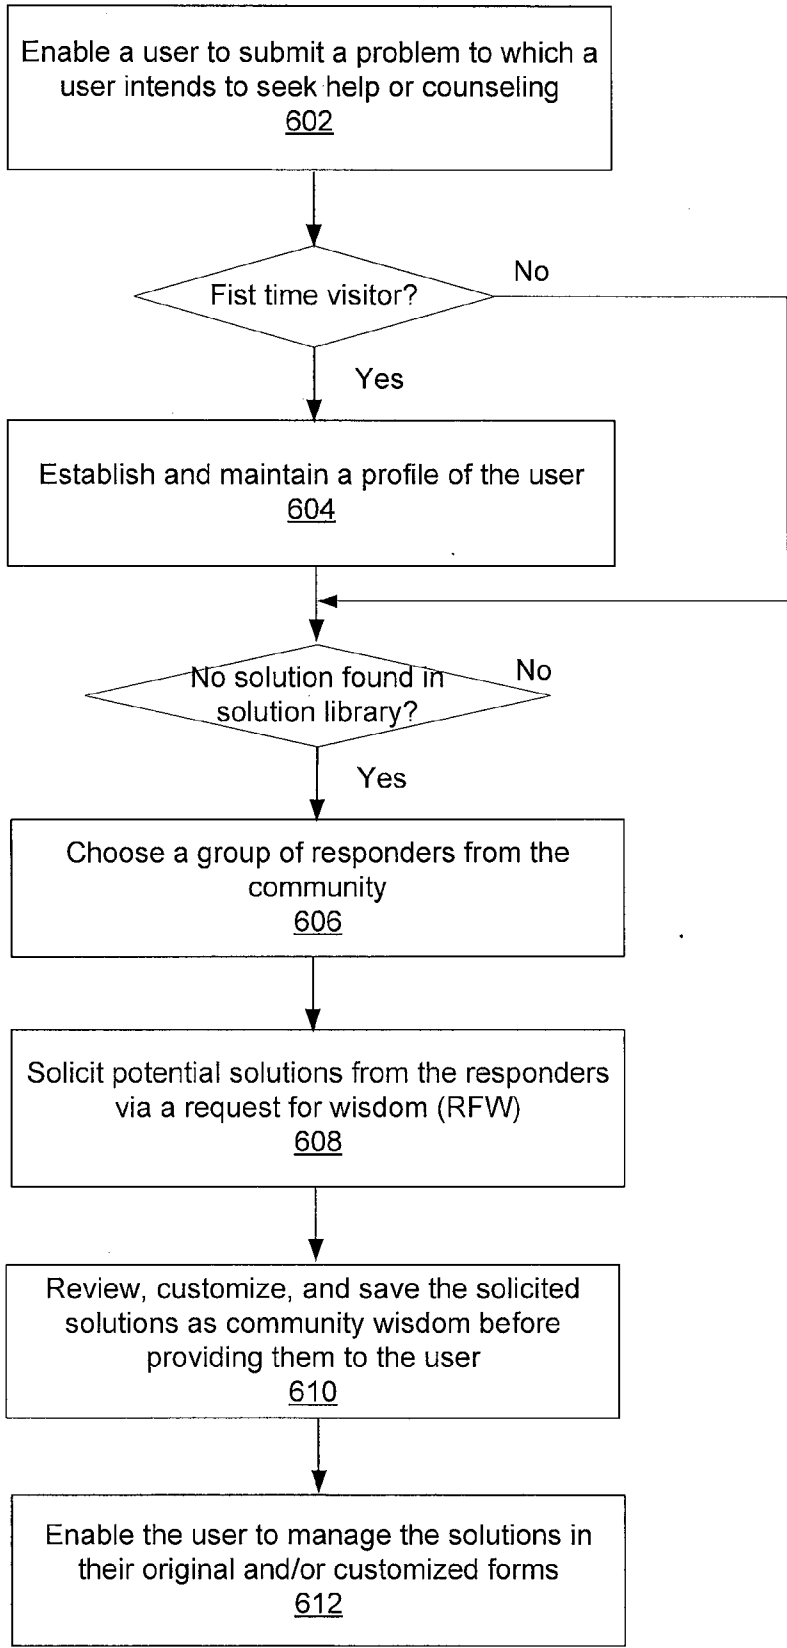 Enable a user to submit a problem to which a
user intends to seek help or counseling
602
No
Fist time visitor?
Yes
Establish and maintain a profile of the user
604
No
No solution found in
solution library?
Yes
Choose a group of responders from the
community
606
Solicit potential solutions from the responders
via a request for wisdom (RFW)
608
Review, customize, and save the solicited
solutions as community wisdom before
providing them to the user
610
Enable the user to manage the solutions in
their original and/or customized forms
612